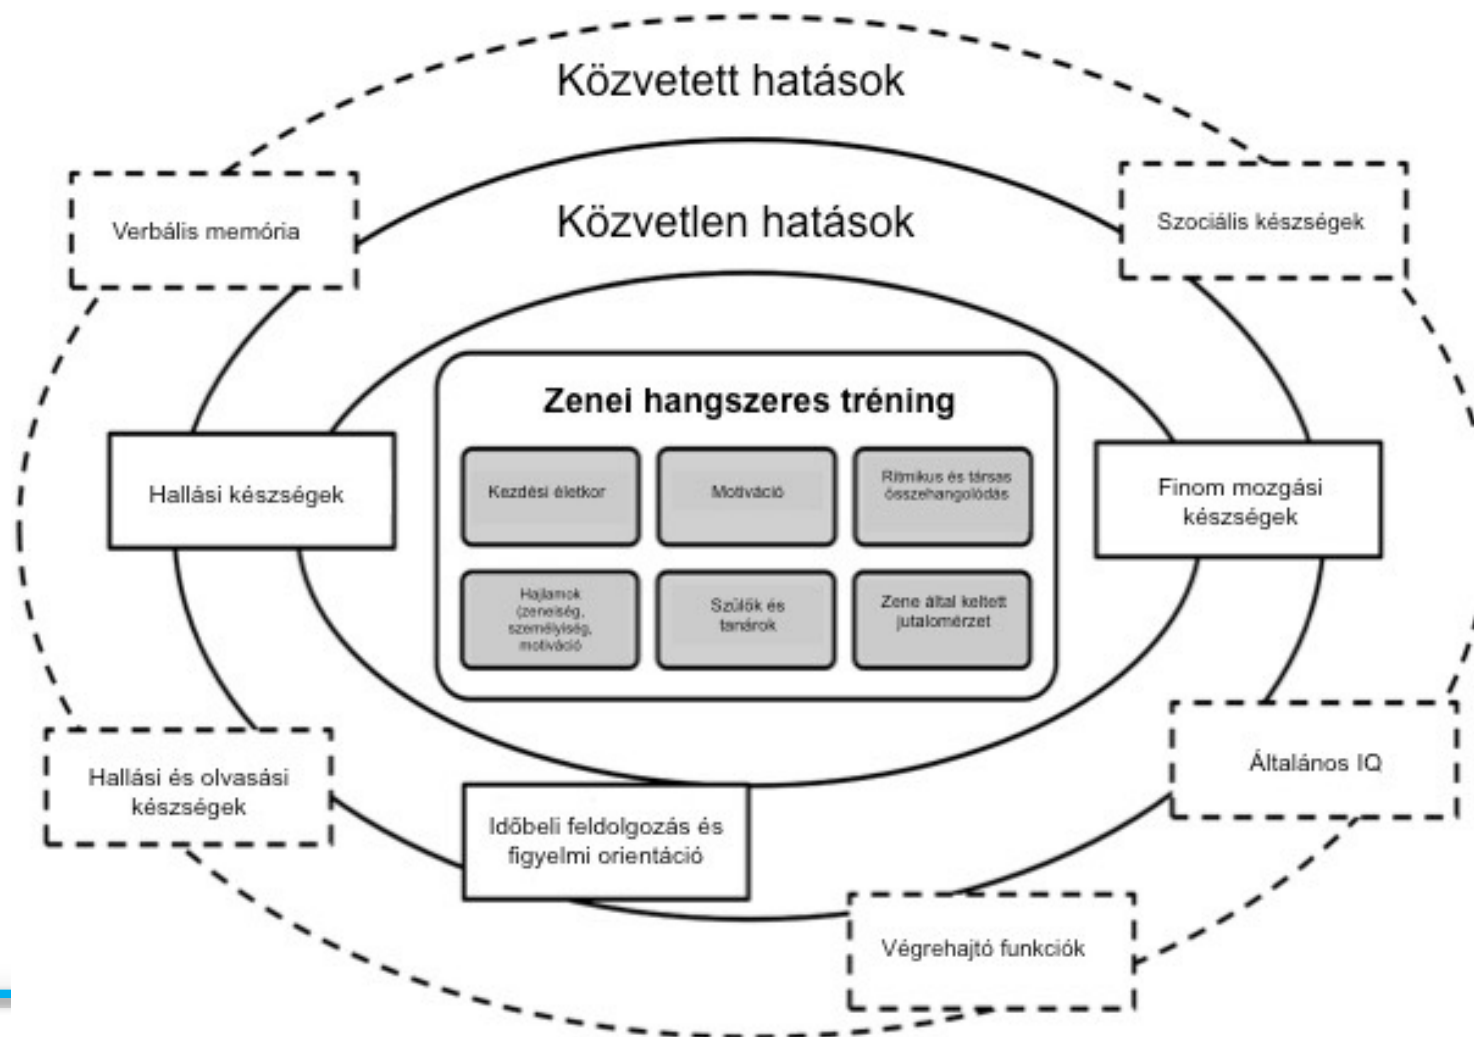 Közvetett hatások
Verbális memória
Szociális készségek
Közvetlen hatások
Zenei hangszeres tréning
Hallási készségek
Kezdési életkor
Motiváció
Ritmikus és társas
összehangolódás
Finom mozgási
készségek
Hajlamok
(zeneiség,
személyiség,
motiváció
Szülők és
tanárok
Zene által keltett
jutalomérzet
Hallási és olvasási
készségek
Időbeli feldolgozás és
figyelmi orientáció
Általános IQ
Végrehajtó funkciók